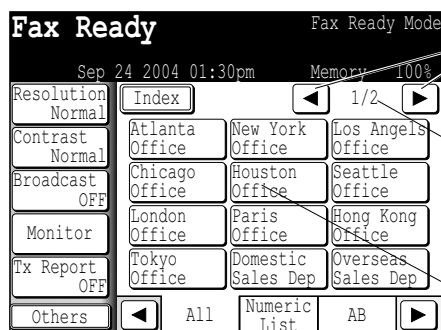 Fax Ready
Fax Ready Mode
Sep 24 2004 01:30pm
Memory 100%
Resolution
Normal
Index
1/2
Contrast
Normal
Atlanta
Office
New York
Office
Los Angels
Office
Broadcast
OFF
Chicago
Office
Houston
Office
Seattle
Office
Monitor
London
Office
Paris
Office
Hong Kong
Office
Tx Report
OFF
Tokyo
Office
Domestic
Sales Dep
Overseas
Sales Dep
Others
All
Numeric
List
AB